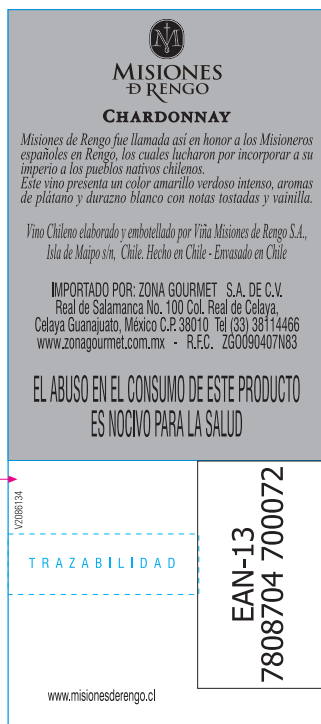 MISIONES
Đ RENGO
CHARDONNAY
Misiones de Rengo fue llamada así en honor a los Misioneros
españoles en Rengo, los cuales lucharon por incorporar a su
imperio a los pueblos nativos chilenos.
Este vino presenta un color amarillo verdoso intenso, aromas
de plátano y durazno blanco con notas tostadas y vainilla.
Vino Chileno elaborado y embotellado por Viña Misiones de Rengo S.A.,
Isla de Maipo s/n, Chile. Hecho en Chile - Envasado en Chile
IMPORTADO POR: ZONA GOURMET S.A. DE C.V.
Real de Salamanca No. 100 Col. Real de Celaya,
Celaya Guanajuato, México C.P. 38010 Tel (33) 38114466
www.zonagourmet.com.mx - R.F.C. ZGO090407N83
EL ABUSO EN EL CONSUMO DE ESTE PRODUCTO
ES NOCIVO PARA LA SALUD
V2086134
TRAZABILIDAD
EAN-13
7808704 700072
www.misionesderengo.cl